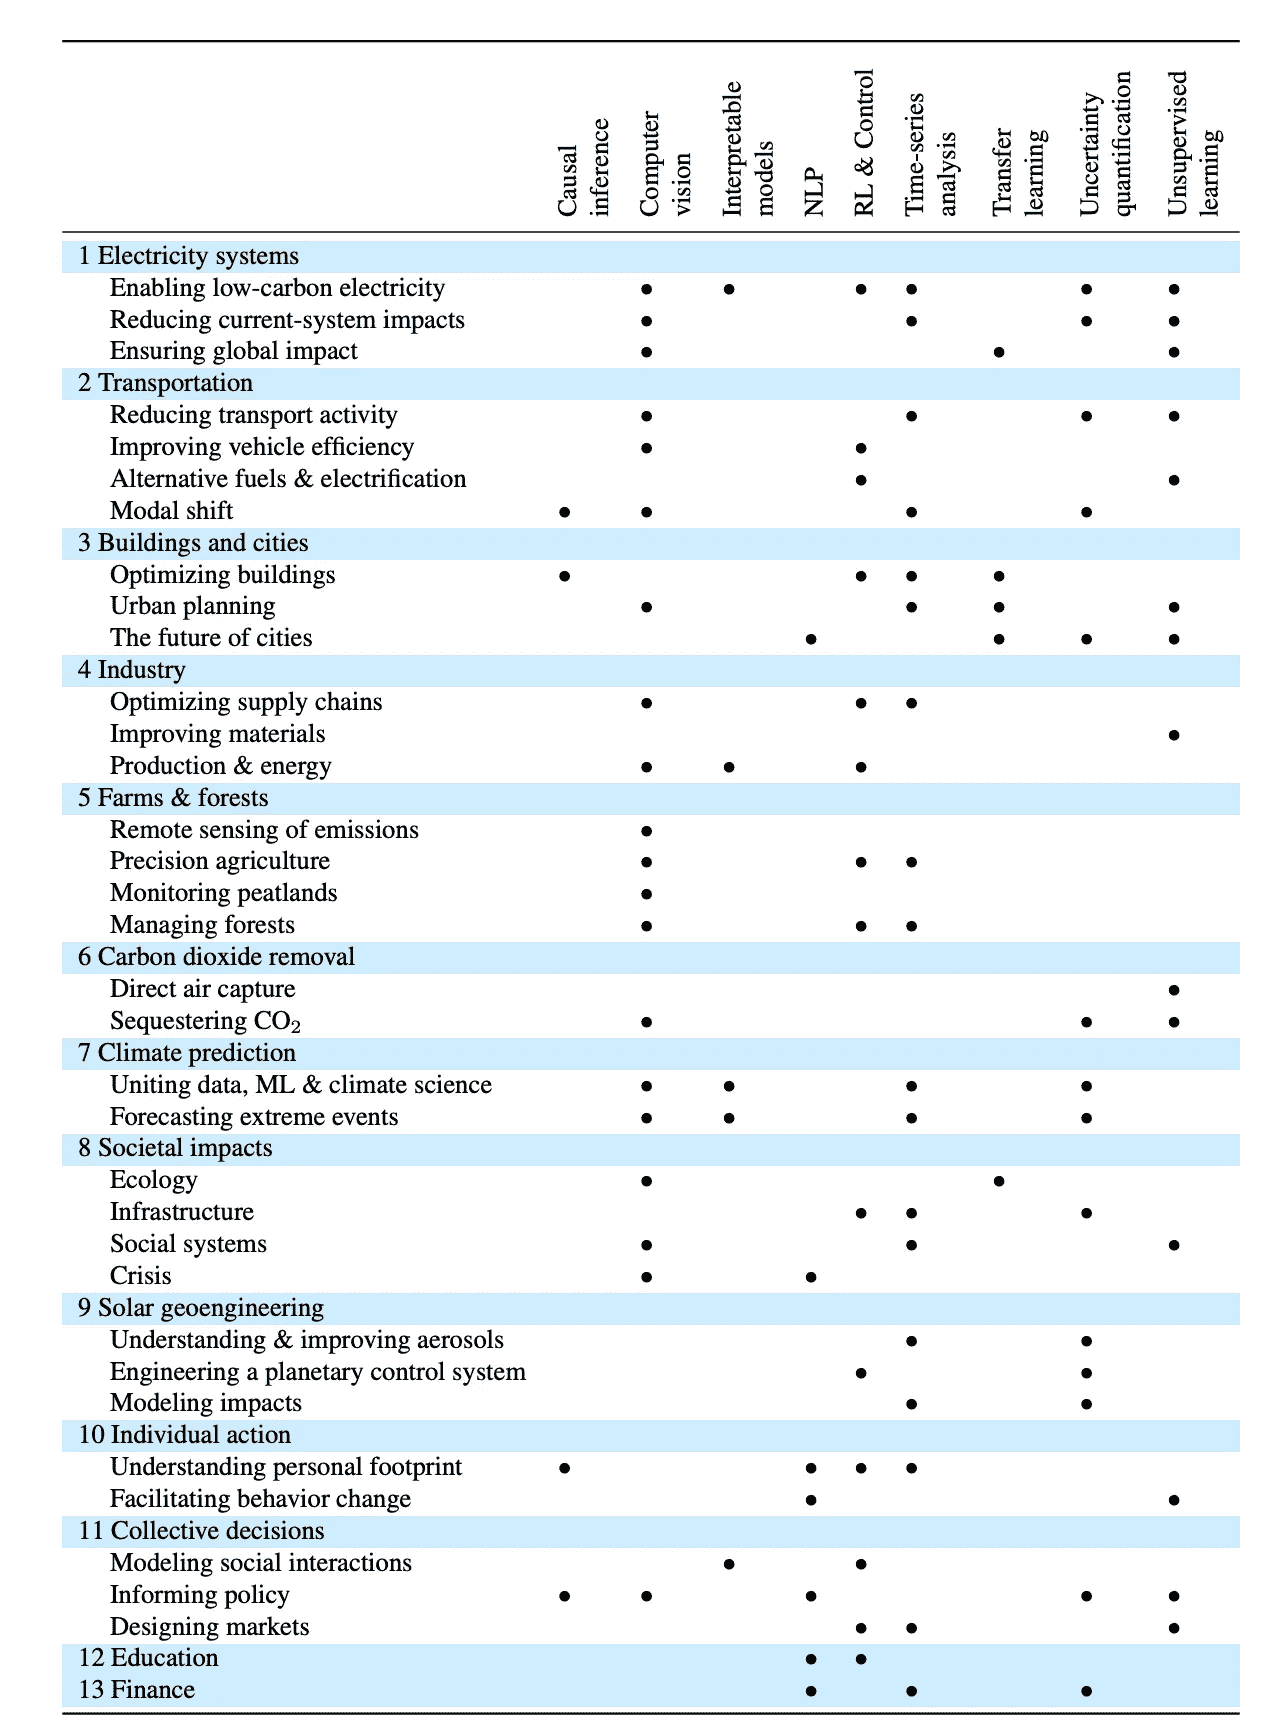 Causal
inference
Computer
vision
Interpretable
models
NLP
RL & Control
Time-series
analysis
Transfer
learning
Uncertainty
quantification
Unsupervised
learning
1 Electricity systems
Enabling low-carbon electricity • • • • • •
Reducing current-system impacts • • • •
Ensuring global impact • • •
2 Transportation
Reducing transport activity • • • •
Improving vehicle efficiency • •
Alternative fuels & electrification • •
Modal shift • • • •
3 Buildings and cities
Optimizing buildings • • • •
Urban planning • • • •
The future of cities • • • •
4 Industry
Optimizing supply chains • • •
Improving materials •
Production & energy • • •
5 Farms & forests
Remote sensing of emissions •
Precision agriculture • • •
Monitoring peatlands •
Managing forests • • •
6 Carbon dioxide removal
Direct air capture •
Sequestering CO₂ • • •
7 Climate prediction
Uniting data, ML & climate science • • • •
Forecasting extreme events • • • •
8 Societal impacts
Ecology • •
Infrastructure • • •
Social systems • • •
Crisis • •
9 Solar geoengineering
Understanding & improving aerosols • •
Engineering a planetary control system • •
Modeling impacts • •
10 Individual action
Understanding personal footprint • • • •
Facilitating behavior change • •
11 Collective decisions
Modeling social interactions • •
Informing policy • • • • •
Designing markets • • •
12 Education • •
13 Finance • • •